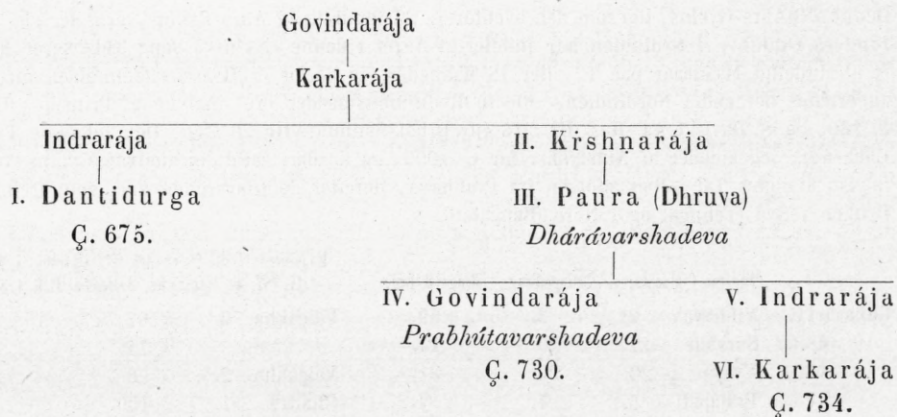 Govindarája
Karkarája
Indrarája II. Kṛshṇarája
I. Dantidurga III. Paura (Dhruva)
Ç. 675. Dhárávarshadeva
IV. Govindarája V. Indrarája
Prabhútavarshadeva
Ç. 730. VI. Karkarája
Ç. 734.